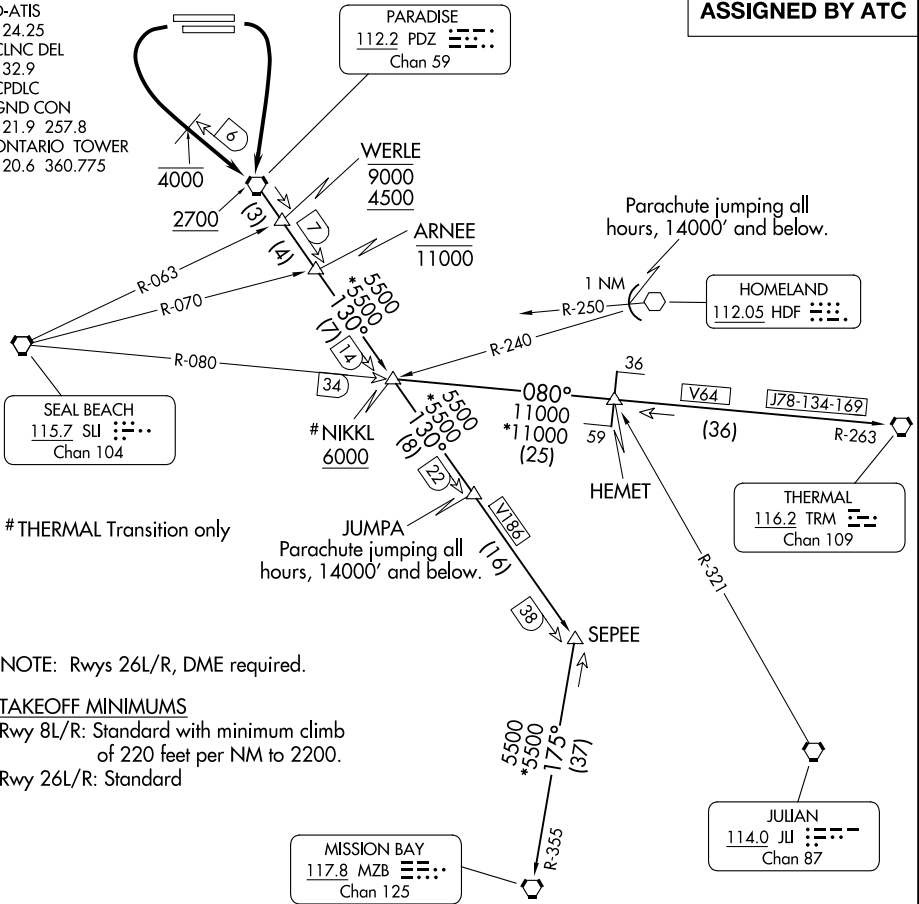 D-ATIS
24.25
CLNC DEL
32.9
CPDLC
GND CON
21.9 257.8
ONTARIO TOWER
20.6 360.775
ASSIGNED BY ATC
PARADISE
112.2 PDZ
Chan 59
6
4000
2700
(3)
WERLE
9000
4500
7
(4)
ARNEE
11000
R-063
R-070
R-080
5500
*5500
130°
(7)
14
34
Parachute jumping all
hours, 14000' and below.
1 NM
R-250
R-240
HOMELAND
112.05 HDF
SEAL BEACH
115.7 SLI
Chan 104
#NIKKL
6000
5500
*5500
130°
(8)
22
080°
11000
*11000
(25)
36
59
HEMET
V64
J78-134-169
(36)
R-263
THERMAL
116.2 TRM
Chan 109
#THERMAL Transition only
JUMPA
Parachute jumping all
hours, 14000' and below.
V186
(16)
38
SEPEE
R-321
NOTE: Rwys 26L/R, DME required.
TAKEOFF MINIMUMS
Rwy 8L/R: Standard with minimum climb
of 220 feet per NM to 2200.
Rwy 26L/R: Standard
5500
*5500
175°
(37)
R-355
MISSION BAY
117.8 MZB
Chan 125
JULIAN
114.0 JLI
Chan 87